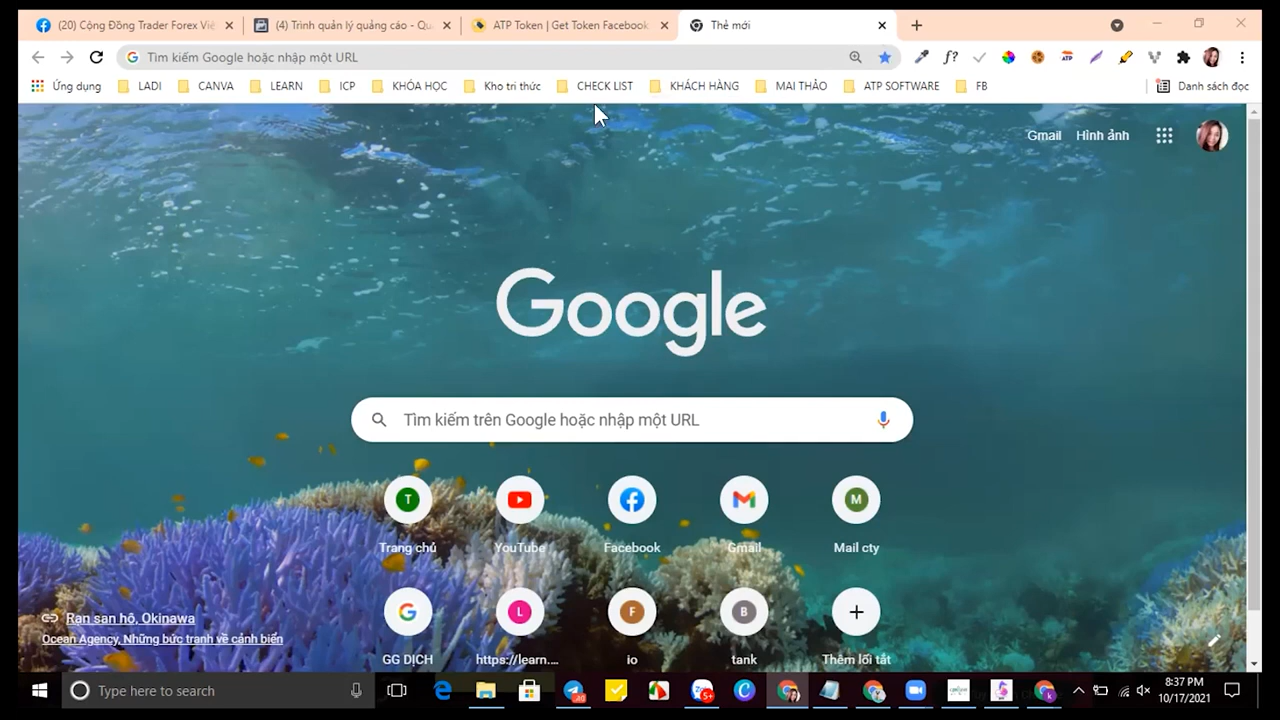 (20) Cộng Đồng Trader Forex Việ
(4) Trình quản lý quảng cáo - Quả
ATP Token | Get Token Facebook
Thẻ mới
Tìm kiếm Google hoặc nhập một URL
f?
ATP
Ứng dụng
LADI
CANVA
LEARN
ICP
KHÓA HỌC
Kho tri thức
CHECK LIST
KHÁCH HÀNG
MAI THẢO
ATP SOFTWARE
FB
Danh sách đọc
Gmail
Hình ảnh
Google
Tìm kiếm trên Google hoặc nhập một URL
T
M
Trang chủ
YouTube
Facebook
Gmail
Mail cty
L
F
B
GG DỊCH
https://learn....
io
tank
Thêm lối tắt
Rạn san hô, Okinawa
Ocean Agency, Những bức tranh về cảnh biển
Type here to search
8:37 PM
10/17/2021